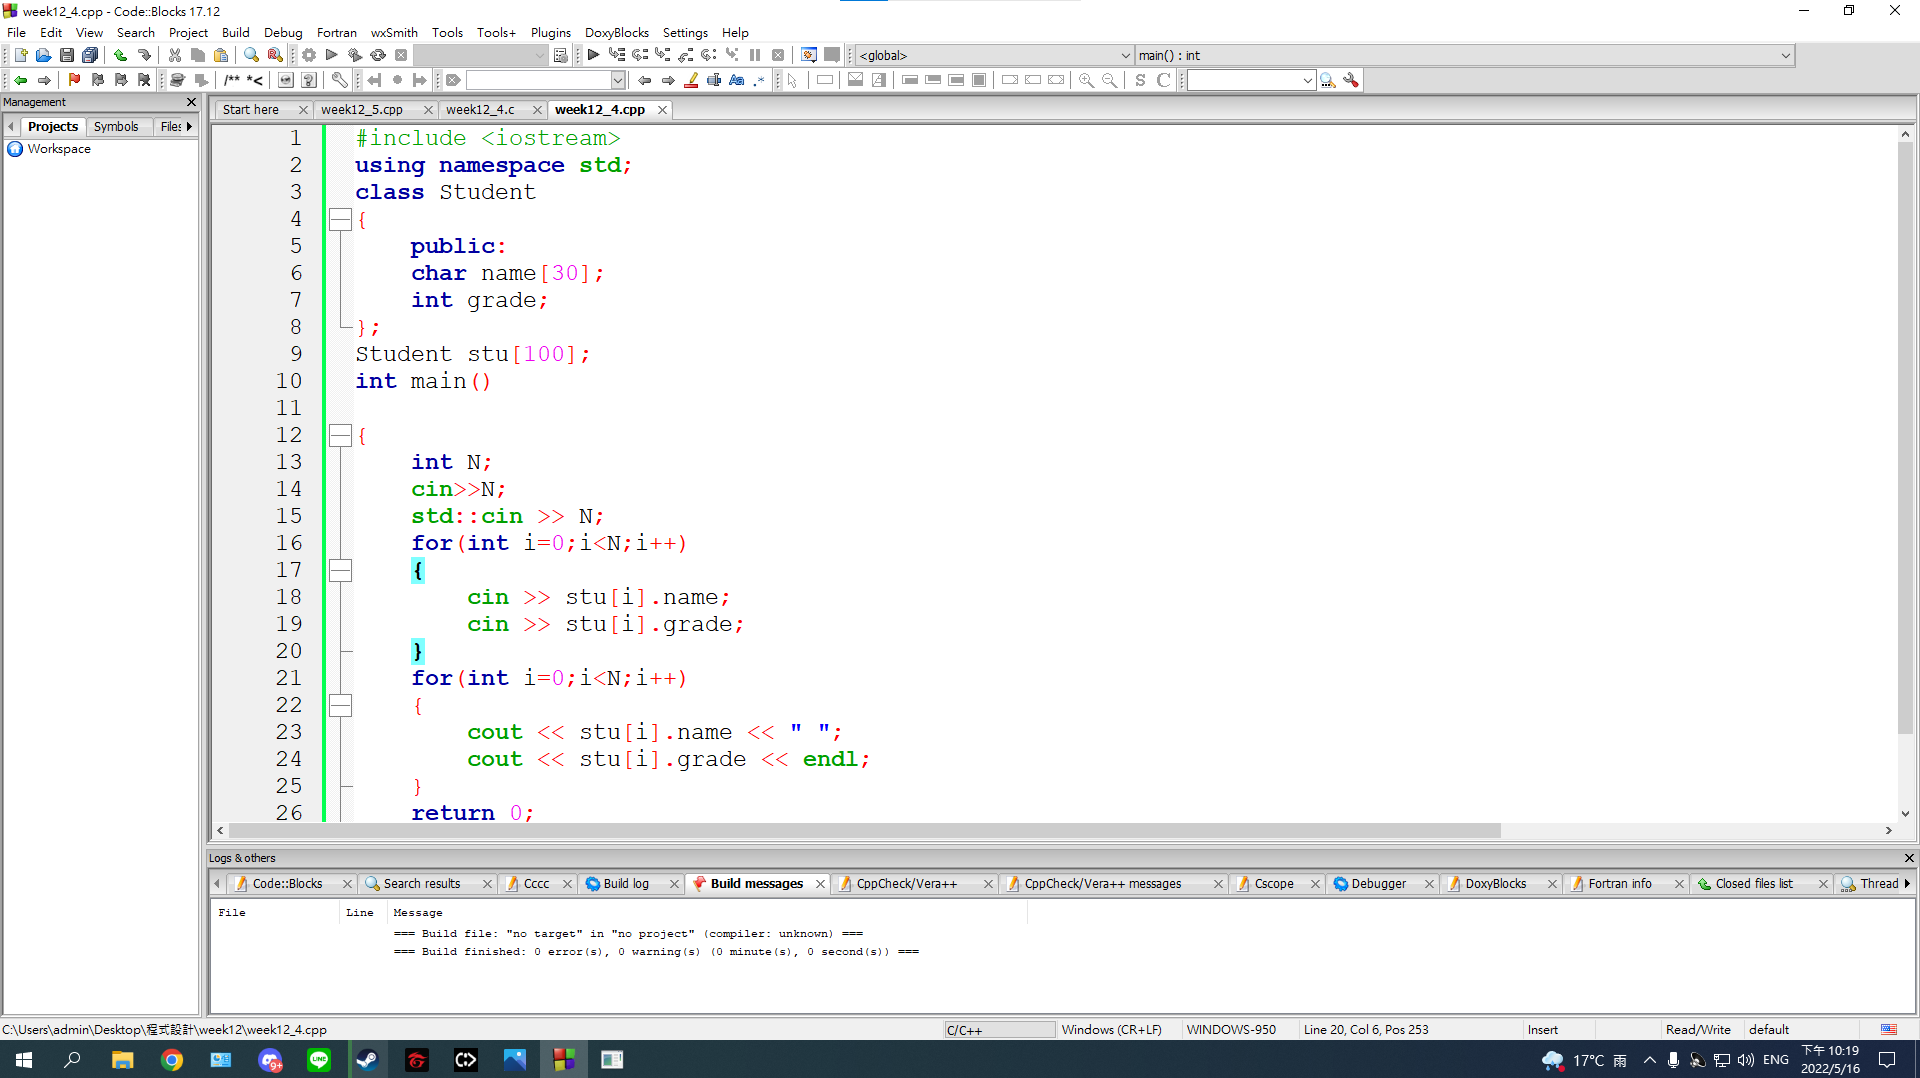 week12_4.cpp - Code::Blocks 17.12
File Edit View Search Project Build Debug Fortran wxSmith Tools Tools+ Plugins DoxyBlocks Settings Help
<global>
main() : int
/** *<
Aa .*
S C
Management
Projects Symbols Files
Workspace
Start here week12_5.cpp week12_4.c week12_4.cpp
1 #include <iostream>
2 using namespace std;
3 class Student
4 {
5 public:
6 char name[30];
7 int grade;
8 };
9 Student stu[100];
10 int main()
11
12 {
13 int N;
14 cin>>N;
15 std::cin >> N;
16 for(int i=0;i<N;i++)
17 {
18 cin >> stu[i].name;
19 cin >> stu[i].grade;
20 }
21 for(int i=0;i<N;i++)
22 {
23 cout << stu[i].name << " ";
24 cout << stu[i].grade << endl;
25 }
26 return 0;
Logs & others
Code::Blocks Search results Cccc Build log Build messages CppCheck/Vera++ CppCheck/Vera++ messages Cscope Debugger DoxyBlocks Fortran info Closed files list Thread
File Line Message
=== Build file: "no target" in "no project" (compiler: unknown) ===
=== Build finished: 0 error(s), 0 warning(s) (0 minute(s), 0 second(s)) ===
C:\Users\admin\Desktop\程式設計\week12\week12_4.cpp C/C++ Windows (CR+LF) WINDOWS-950 Line 20, Col 6, Pos 253 Insert Read/Write default
9+ LINE 17°C 雨 ENG 下午 10:19
2022/5/16